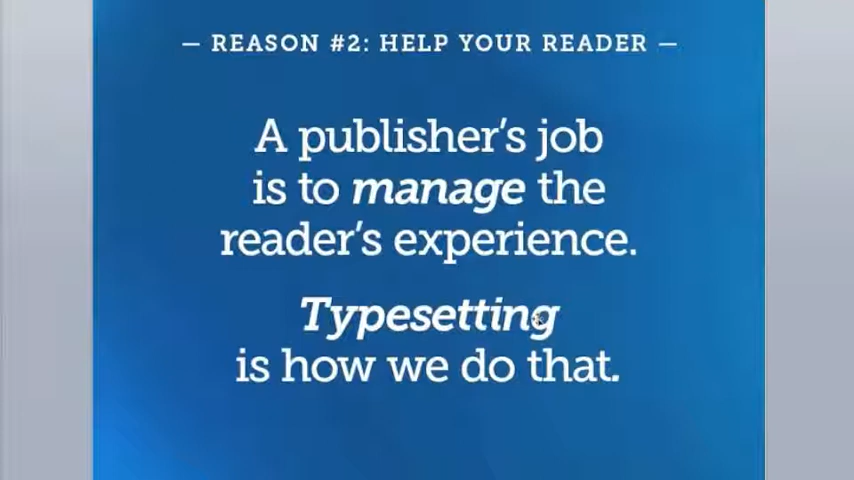 — REASON #2: HELP YOUR READER —
A publisher’s job
is to manage the
reader’s experience.
Typesetting
is how we do that.